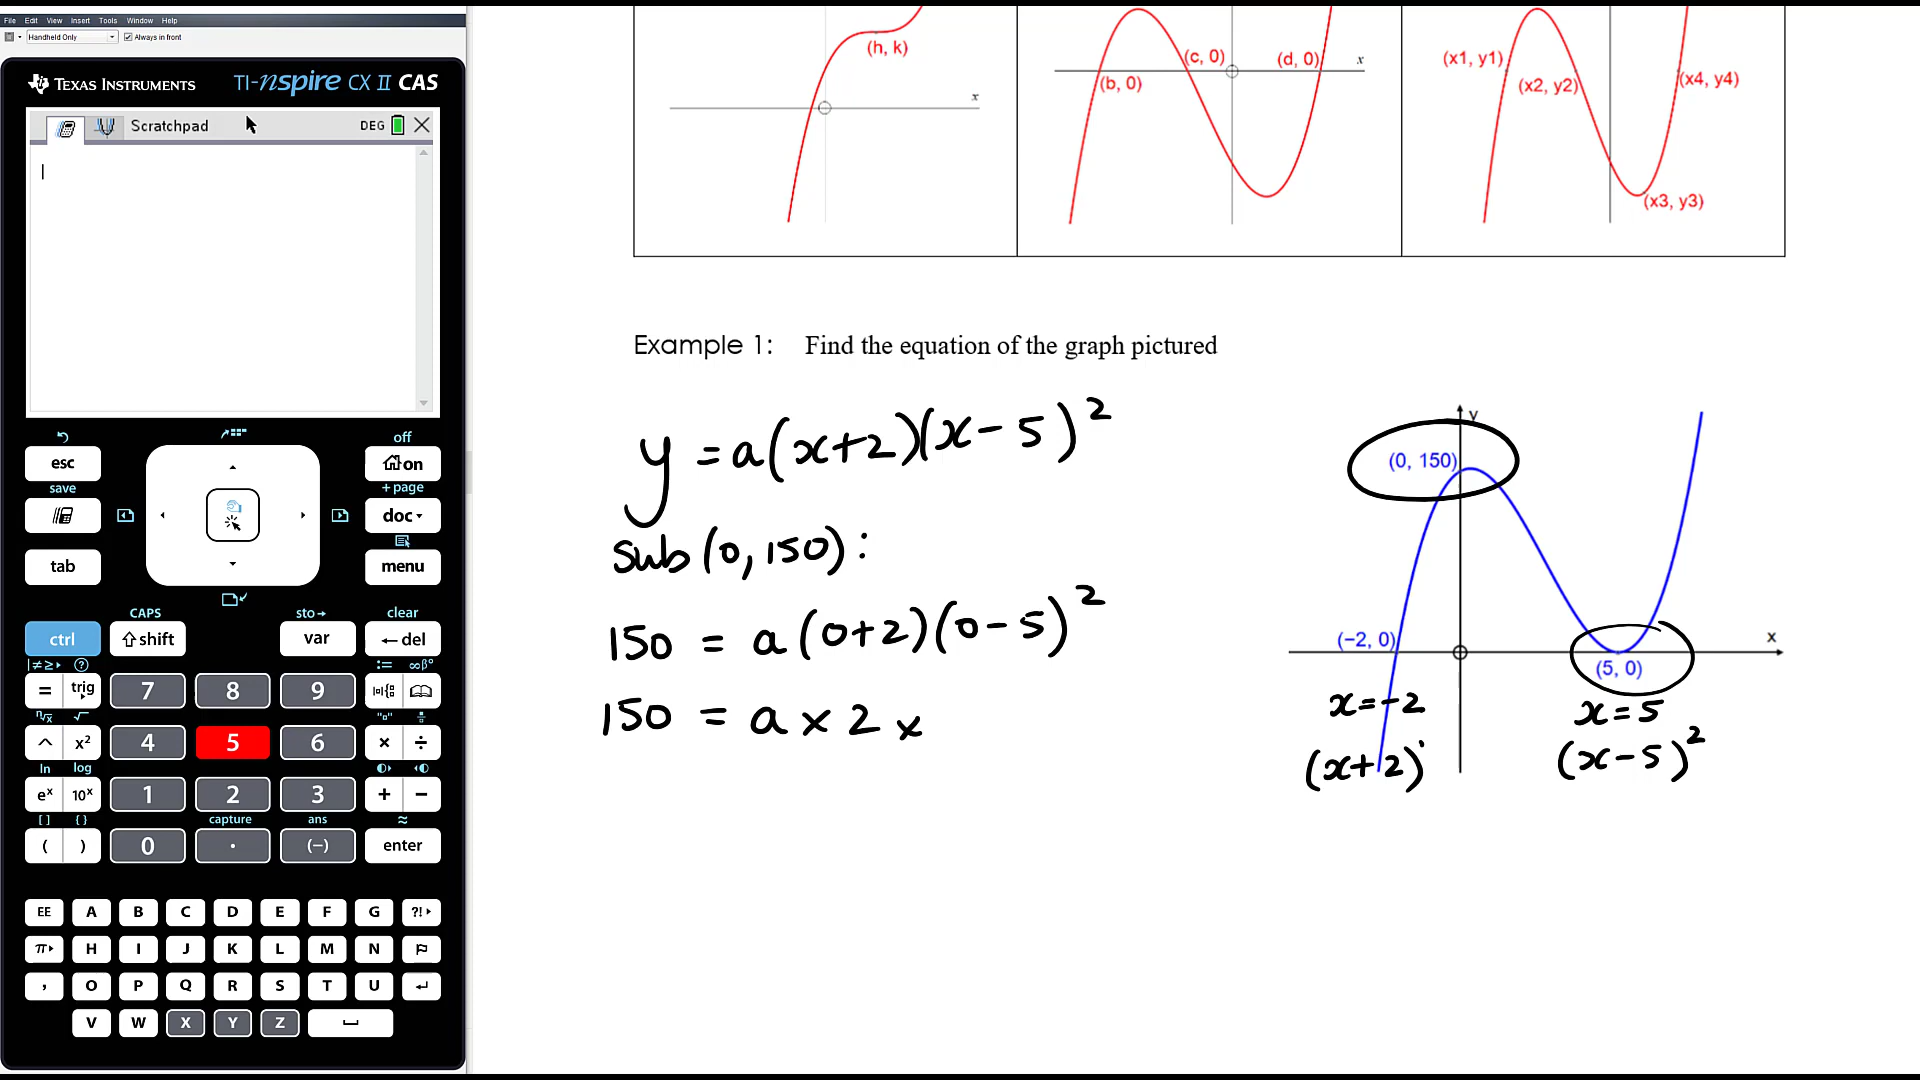 File Edit View Insert Tools Window Help
Handheld Only Always in front
TEXAS INSTRUMENTS TI-nspire CX II CAS
Scratchpad DEG
off
esc on
save + page
doc
tab menu
CAPS sto→ clear
ctrl shift var ←del
|≠≥▸ := ∞β°
= trig 7 8 9
^ x² 4 5 6 × ÷
ln log
eˣ 10ˣ 1 2 3 + −
[ ] { } capture ans ≈
( ) 0 . (−) enter
EE A B C D E F G ?!▸
π▸ H I J K L M N
, O P Q R S T U
V W X Y Z
(h, k)
x
(b, 0) (c, 0) (d, 0) x
(x1, y1) (x2, y2) (x4, y4)
(x3, y3)
Example 1: Find the equation of the graph pictured
y = a(x+2)(x-5)²
sub (0, 150):
150 = a(0+2)(0-5)²
150 = a × 2 ×
y
(0, 150)
(−2, 0) x
(5, 0)
x=-2 x=5
(x+2)' (x-5)²